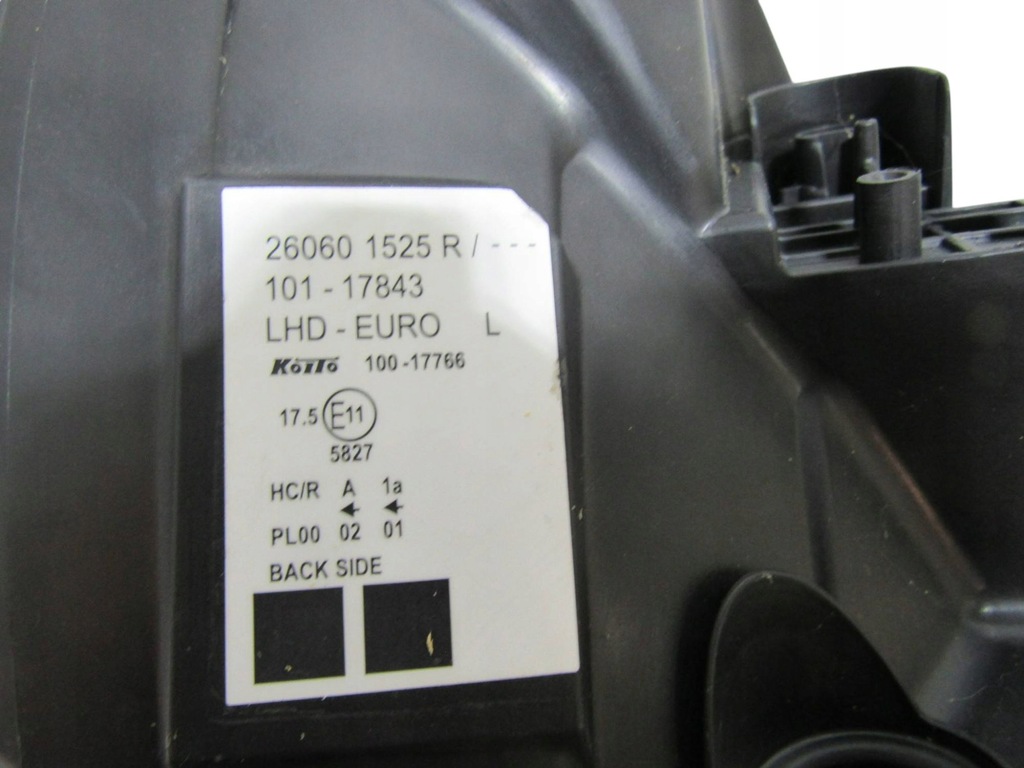 26060 1525 R / - - -
101 - 17843
LHD - EURO L
KOITO 100-17766
17.5 E11
5827
HC/R A 1a
PL00 02 01
BACK SIDE